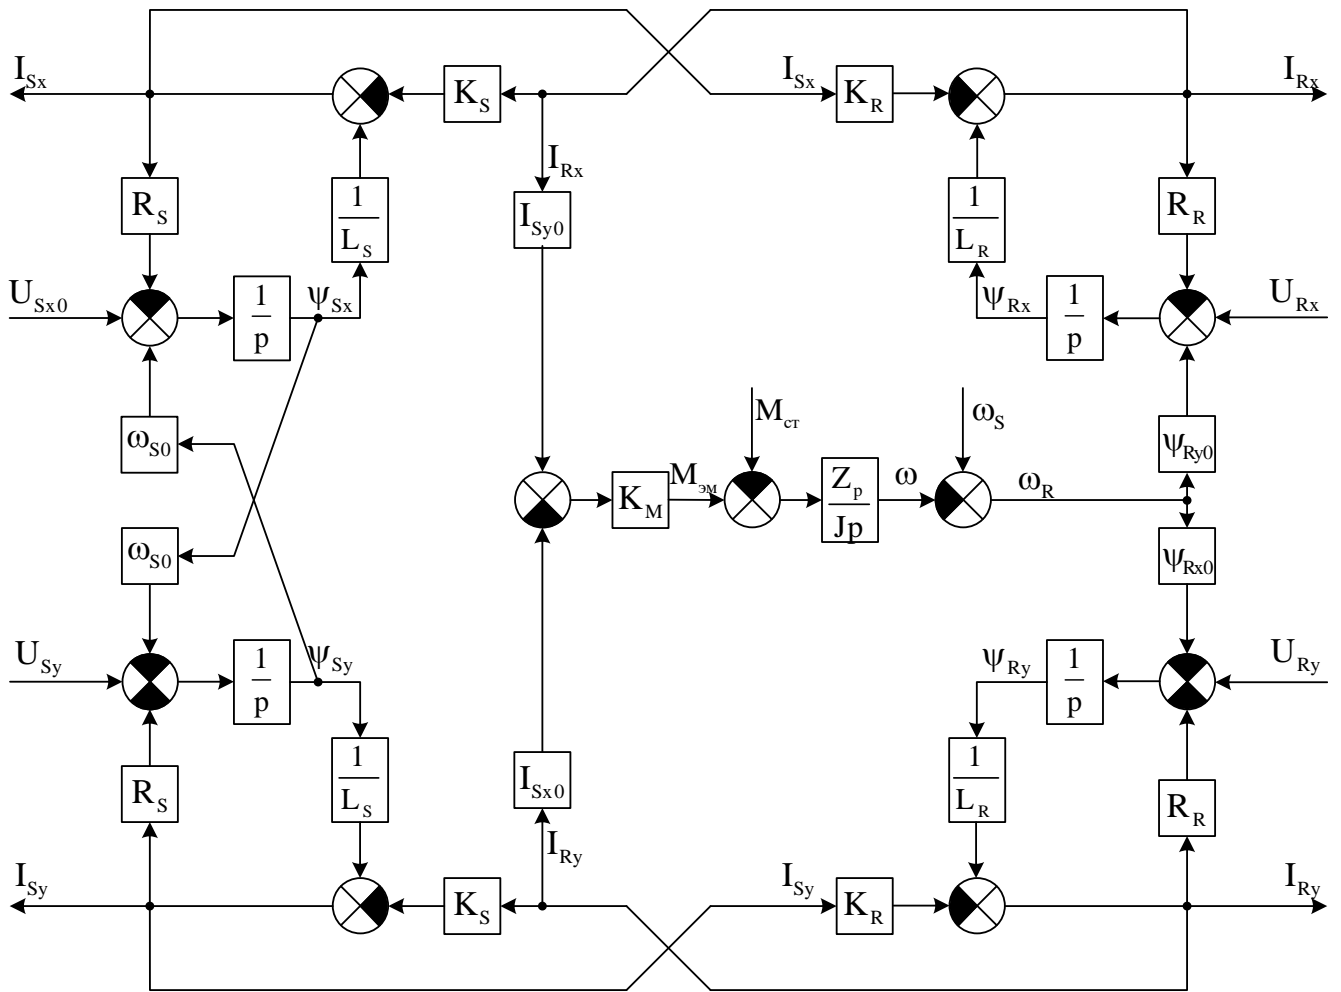 I_Sx K_S I_Sx K_R I_Rx
I_Rx
R_S 1/L_S I_Sy0 1/L_R R_R
U_Sx0 1/p ψ_Sx ψ_Rx 1/p U_Rx
M_ст ω_S
ω_S0 ψ_Ry0
K_M M_эм Z_p/Jp ω ω_R
ω_S0 ψ_Rx0
U_Sy 1/p ψ_Sy ψ_Ry 1/p U_Ry
R_S 1/L_S I_Sx0 1/L_R R_R
I_Ry
I_Sy K_S I_Sy K_R I_Ry